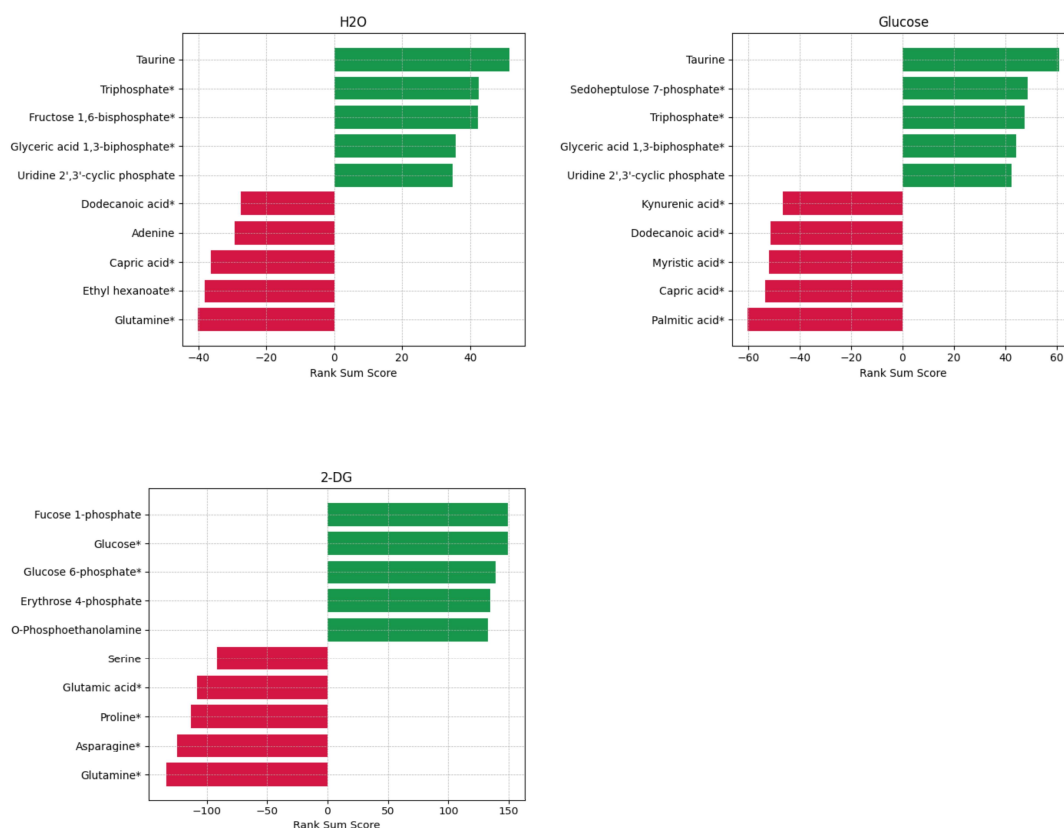 H2O
Taurine
Triphosphate*
Fructose 1,6-bisphosphate*
Glyceric acid 1,3-biphosphate*
Uridine 2',3'-cyclic phosphate
Dodecanoic acid*
Adenine
Capric acid*
Ethyl hexanoate*
Glutamine*
−40 −20 0 20 40
Rank Sum Score
Glucose
Taurine
Sedoheptulose 7-phosphate*
Triphosphate*
Glyceric acid 1,3-biphosphate*
Uridine 2',3'-cyclic phosphate
Kynurenic acid*
Dodecanoic acid*
Myristic acid*
Capric acid*
Palmitic acid*
−60 −40 −20 0 20 40 60
Rank Sum Score
2-DG
Fucose 1-phosphate
Glucose*
Glucose 6-phosphate*
Erythrose 4-phosphate
O-Phosphoethanolamine
Serine
Glutamic acid*
Proline*
Asparagine*
Glutamine*
−100 −50 0 50 100 150
Rank Sum Score